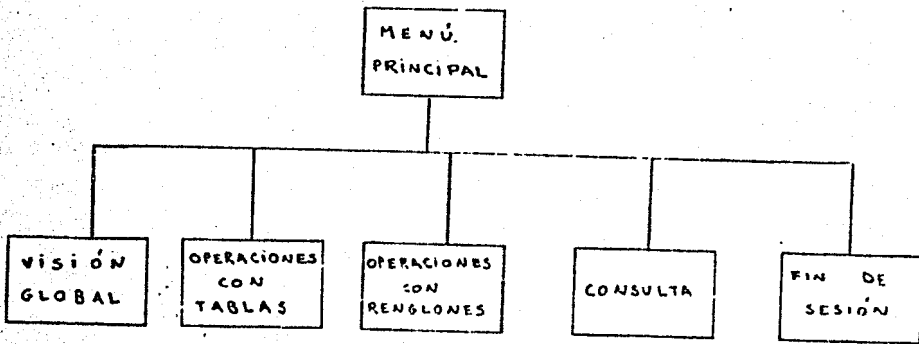 MENÚ.
PRINCIPAL
VISIÓN
GLOBAL
OPERACIONES
CON
TABLAS
OPERACIONES
CON
RENGLONES
CONSULTA
FIN DE
SESIÓN